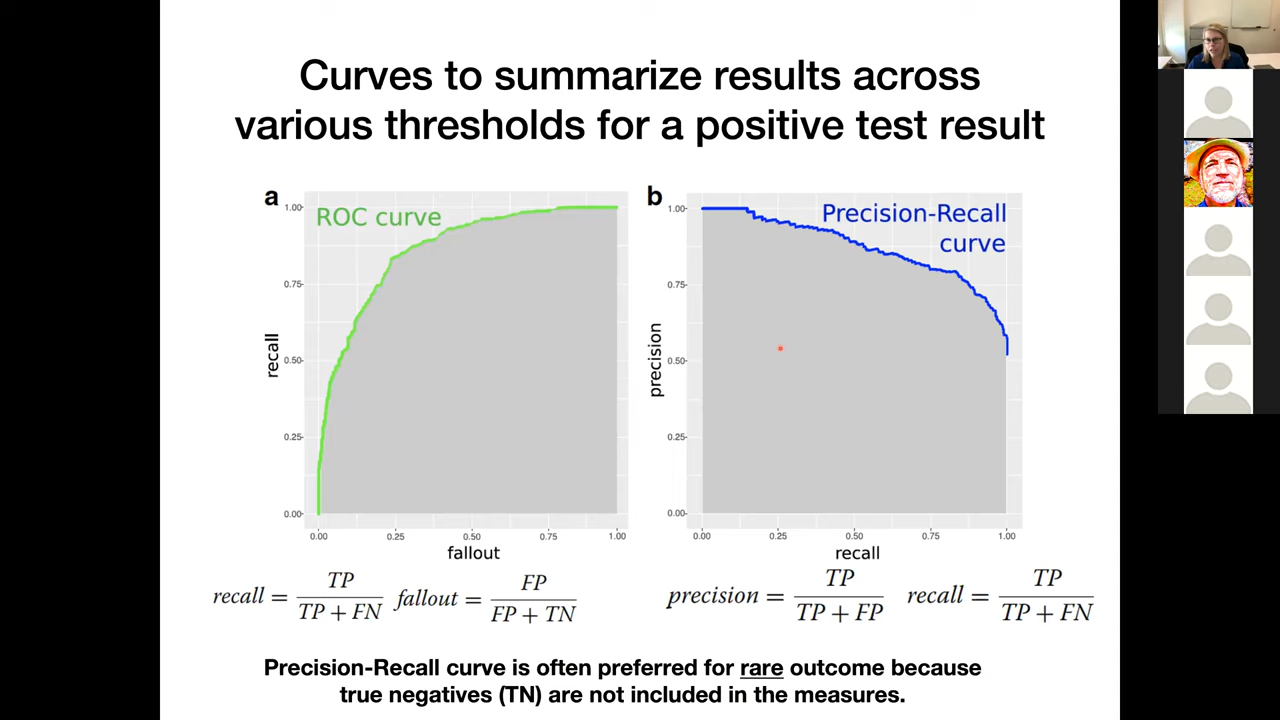 Curves to summarize results across
various thresholds for a positive test result
a
ROC curve
1.00
0.75
0.50
0.25
0.00
recall
0.00 0.25 0.50 0.75 1.00
fallout
b
Precision-Recall
curve
1.00
0.75
0.50
0.25
0.00
precision
0.00 0.25 0.50 0.75 1.00
recall
recall = TP / TP + FN fallout = FP / FP + TN
precision = TP / TP + FP recall = TP / TP + FN
Precision-Recall curve is often preferred for rare outcome because
true negatives (TN) are not included in the measures.